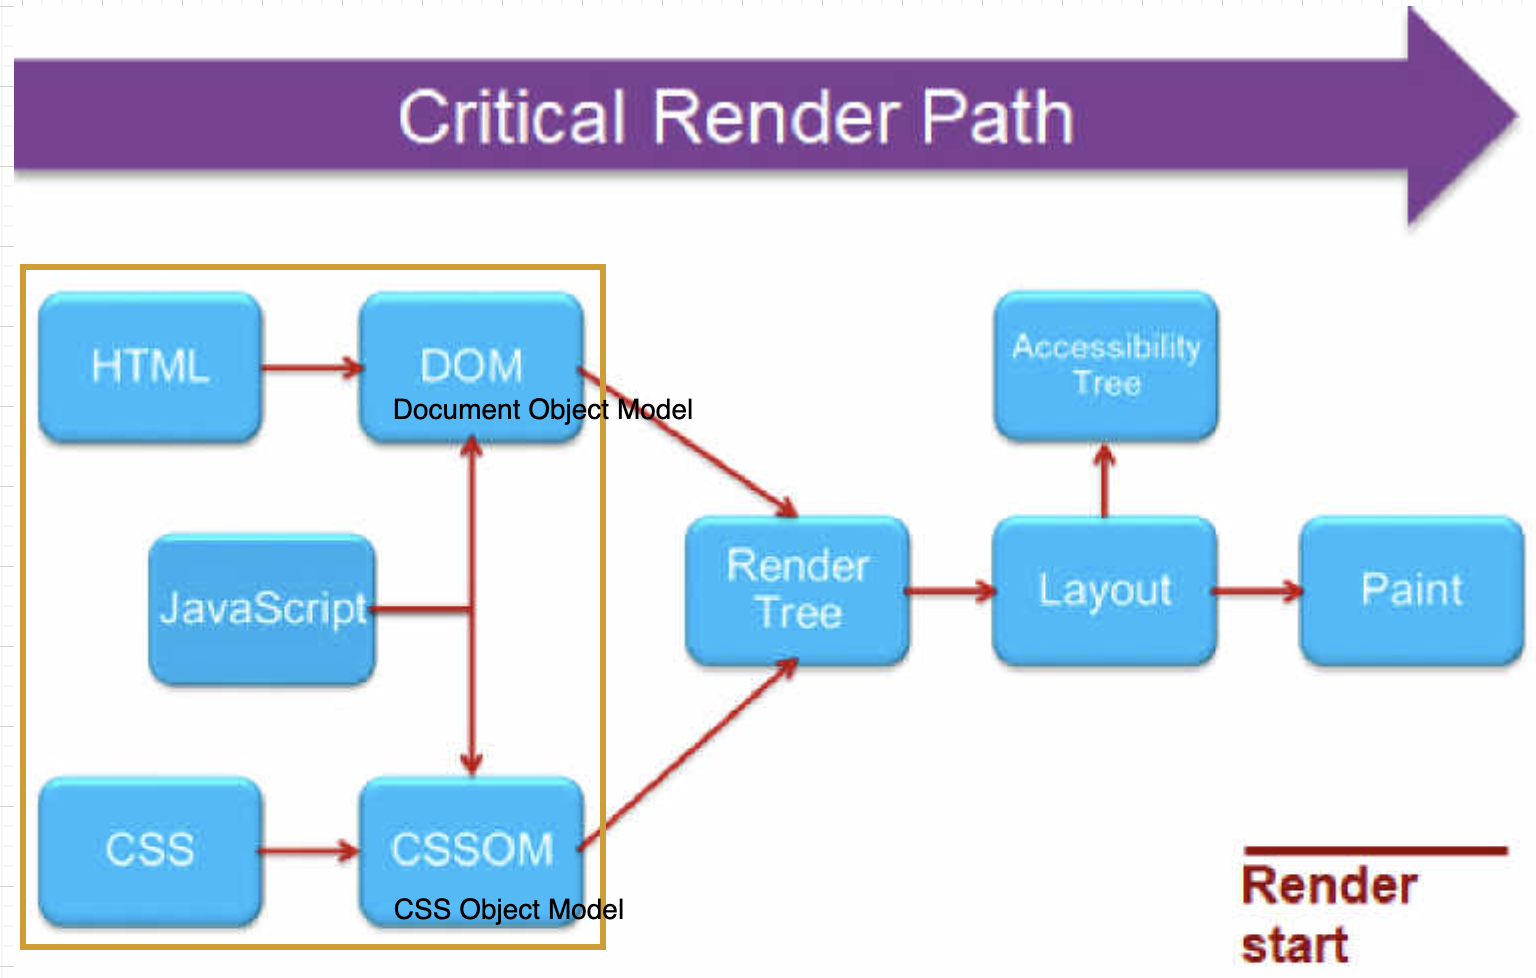 Critical Render Path
HTML
DOM
Document Object Model
Accessibility
Tree
JavaScript
Render
Tree
Layout
Paint
CSS
CSSOM
CSS Object Model
Render
start